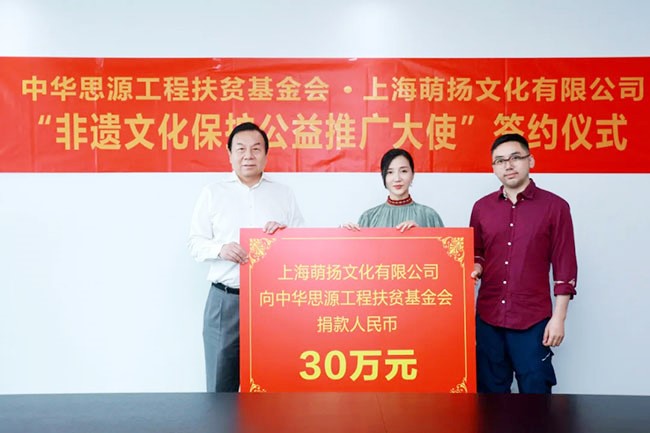 中华思源工程扶贫基金会·上海萌扬文化有限公司
“非遗文化保护公益推广大使”签约仪式
上海萌扬文化有限公司
向中华思源工程扶贫基金会
捐款人民币
30万元